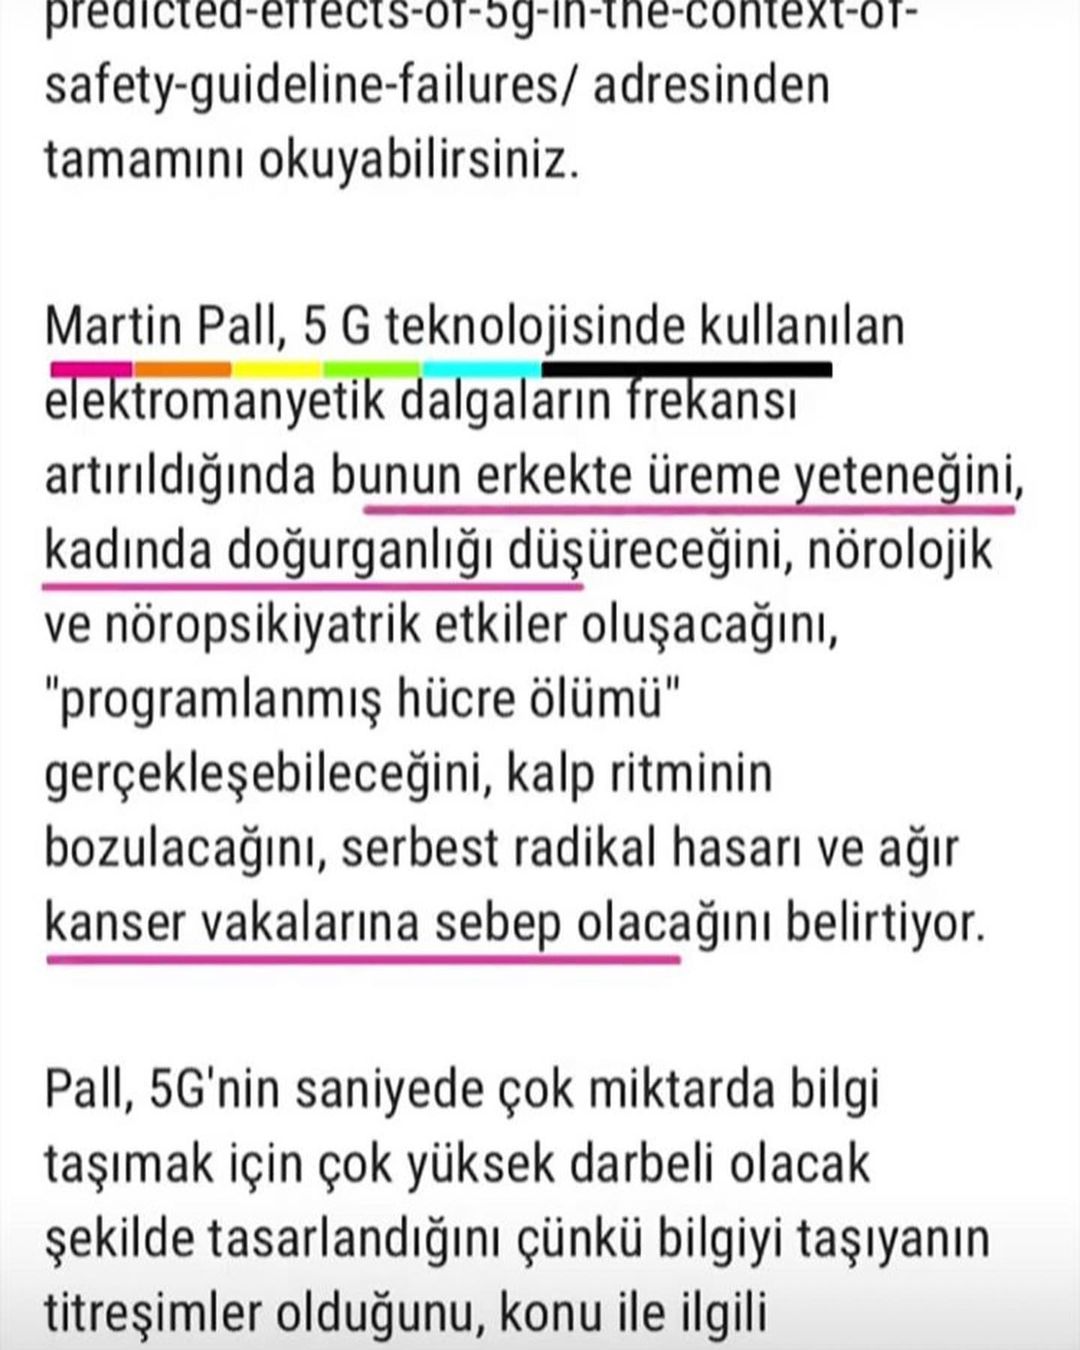 predicted-effects-of-5g-in-the-context-of-
safety-guideline-failures/ adresinden
tamamını okuyabilirsiniz.
Martin Pall, 5 G teknolojisinde kullanılan
elektromanyetik dalgaların frekansı
artırıldığında bunun erkekte üreme yeteneğini,
kadında doğurganlığı düşüreceğini, nörolojik
ve nöropsikiyatrik etkiler oluşacağını,
"programlanmış hücre ölümü"
gerçekleşebileceğini, kalp ritminin
bozulacağını, serbest radikal hasarı ve ağır
kanser vakalarına sebep olacağını belirtiyor.
Pall, 5G'nin saniyede çok miktarda bilgi
taşımak için çok yüksek darbeli olacak
şekilde tasarlandığını çünkü bilgiyi taşıyanın
titreşimler olduğunu, konu ile ilgili